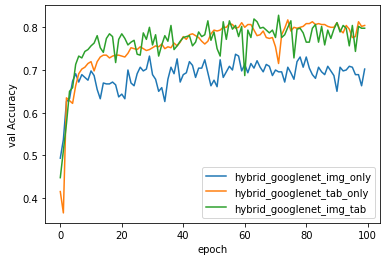 0.8
0.7
0.6
0.5
0.4
val Accuracy
0 20 40 60 80 100
epoch
hybrid_googlenet_img_only
hybrid_googlenet_tab_only
hybrid_googlenet_img_tab